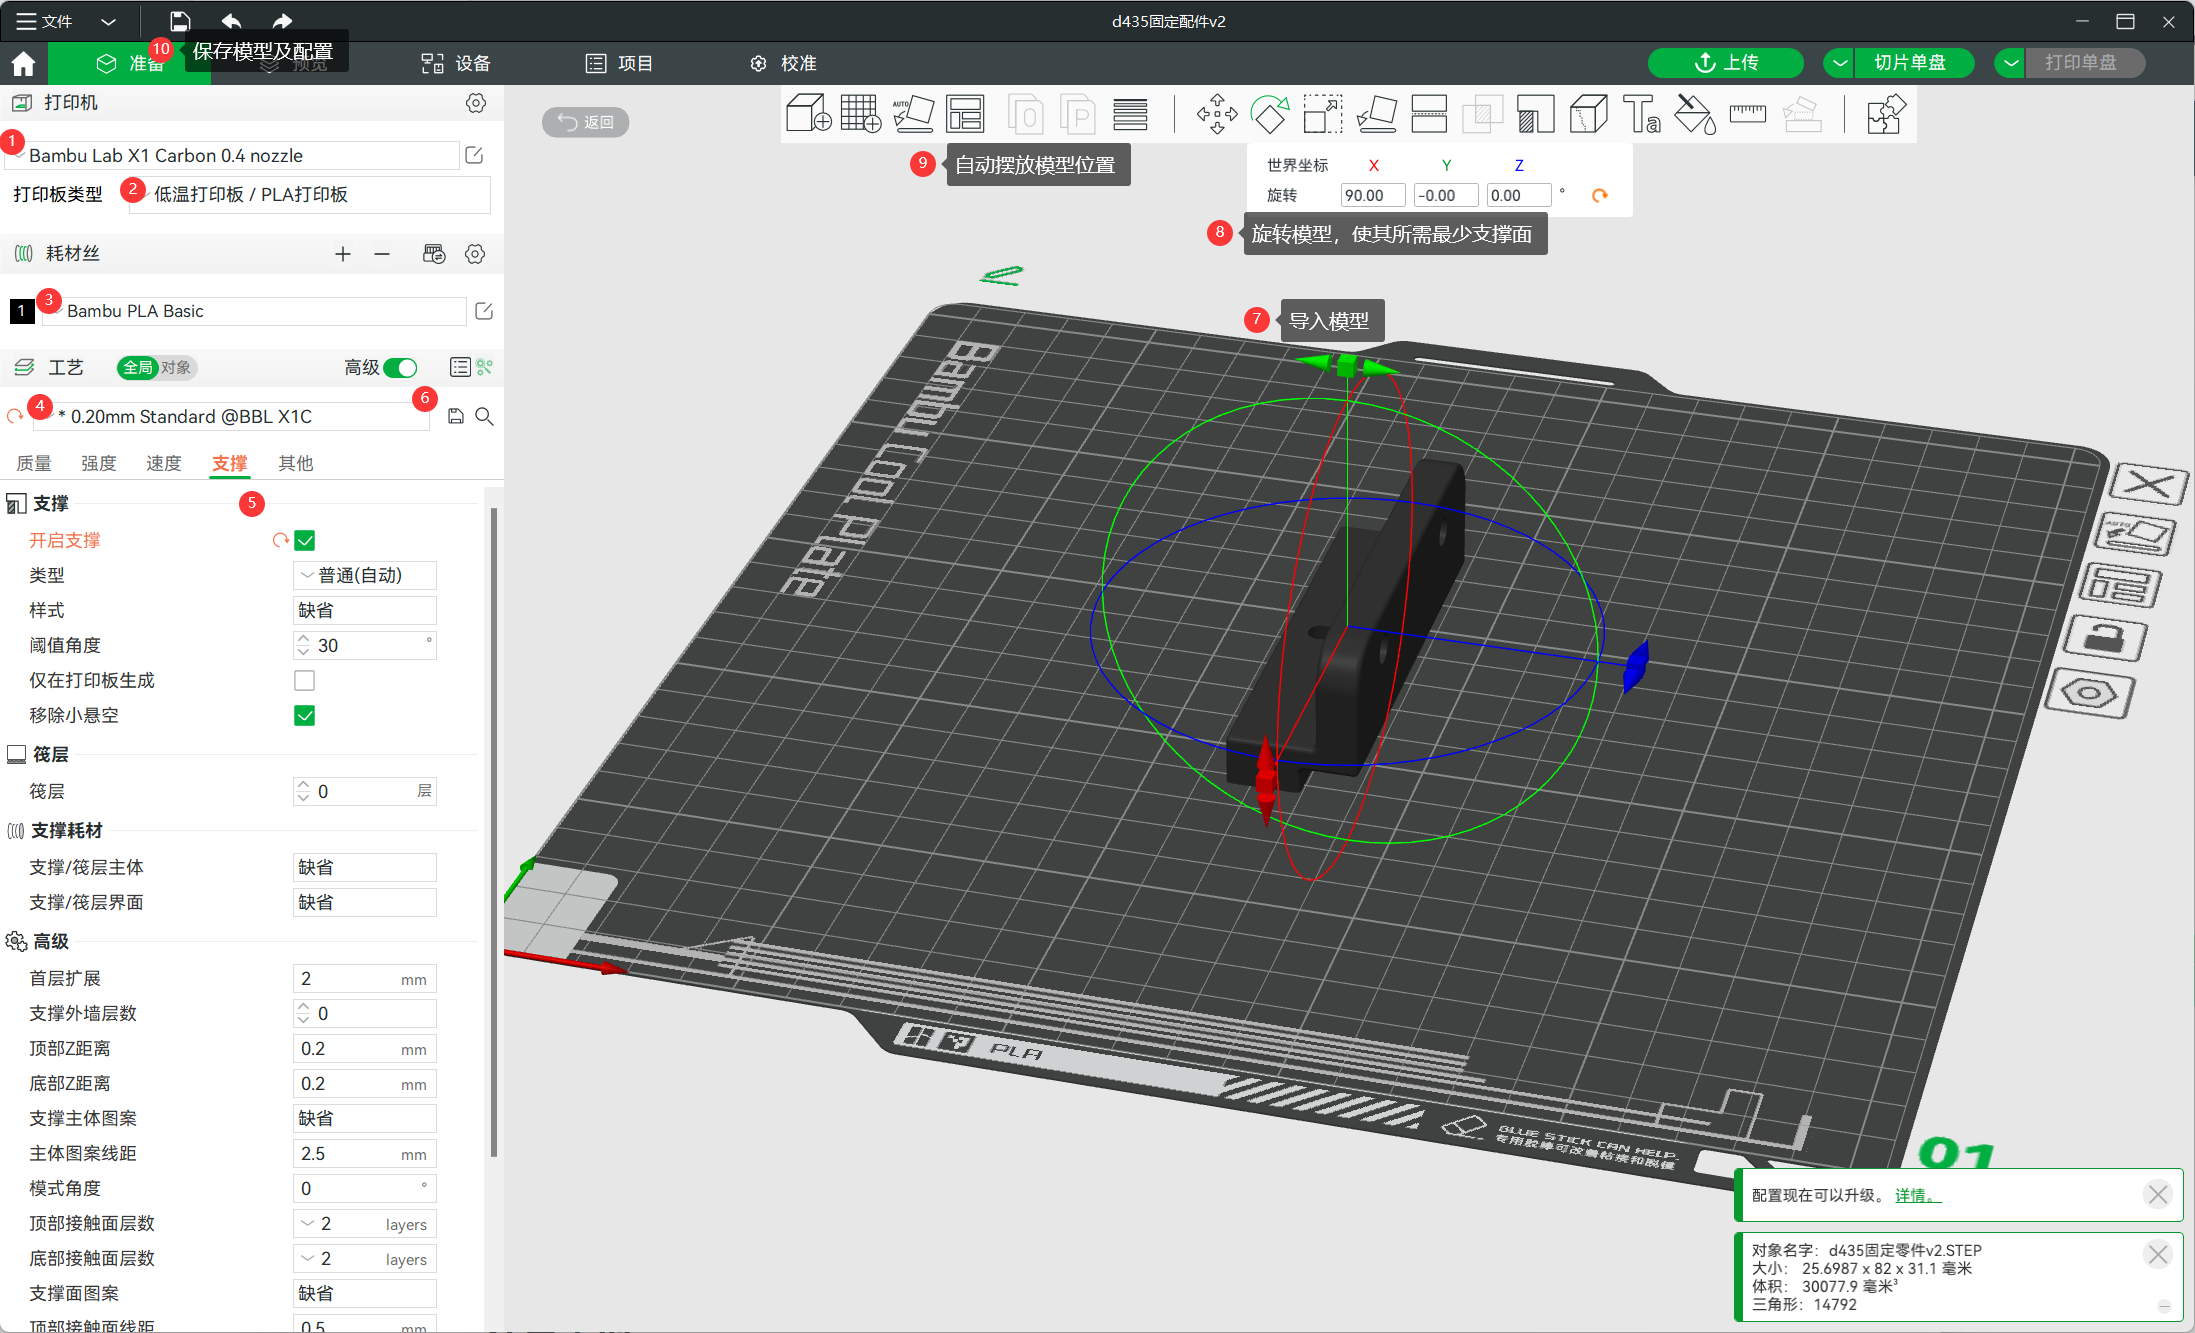 文件
d435固定配件v2
10
保存模型及配置
准备
预览
设备
项目
校准
上传
切片单盘
打印单盘
打印机
返回
1
Bambu Lab X1 Carbon 0.4 nozzle
9
自动摆放模型位置
世界坐标 X Y Z
旋转 90.00 -0.00 0.00 °
打印板类型
2
低温打印板 / PLA打印板
8
旋转模型，使其所需最少支撑面
耗材丝
1
3
Bambu PLA Basic
7
导入模型
工艺
全局
对象
高级
4
* 0.20mm Standard @BBL X1C
6
质量 强度 速度 支撑 其他
支撑
5
开启支撑
类型 普通(自动)
样式 缺省
阈值角度 30 °
仅在打印板生成
移除小悬空
筏层
筏层 0 层
支撑耗材
支撑/筏层主体 缺省
支撑/筏层界面 缺省
高级
首层扩展 2 mm
支撑外墙层数 0
顶部Z距离 0.2 mm
底部Z距离 0.2 mm
支撑主体图案 缺省
主体图案线距 2.5 mm
模式角度 0 °
顶部接触面层数 2 layers
底部接触面层数 2 layers
支撑面图案 缺省
顶部接触面线距 0.5 mm
Bambu Cool Plate
AUTO
AUTO
PLA
BLUE STICK CAN HELP.
专用胶棒可改善粘接和脱模
01
配置现在可以升级。 详情。
对象名字： d435固定零件v2.STEP
大小： 25.6987 x 82 x 31.1 毫米
体积： 30077.9 毫米³
三角形： 14792